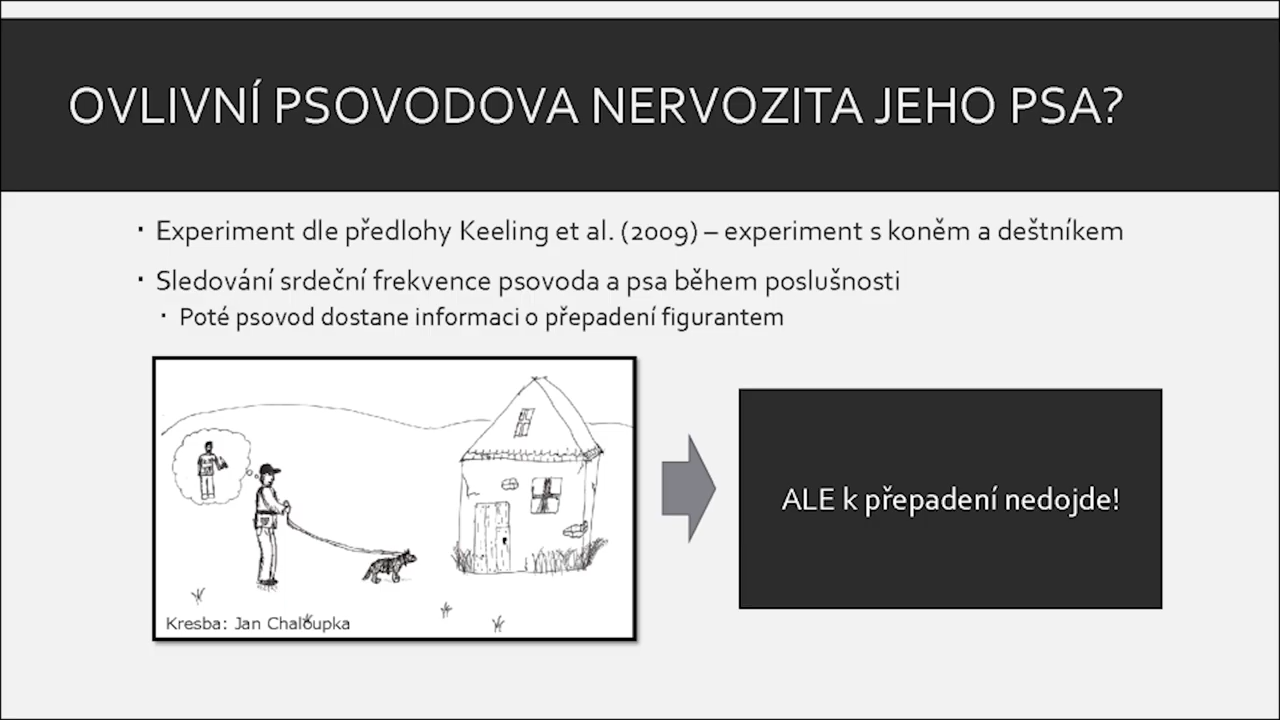 OVLIVNÍ PSOVODOVA NERVOZITA JEHO PSA?
▪ Experiment dle předlohy Keeling et al. (2009) – experiment s koněm a deštníkem
▪ Sledování srdeční frekvence psovoda a psa během poslušnosti
▪ Poté psovod dostane informaci o přepadení figurantem
ALE k přepadení nedojde!
Kresba: Jan Chaloupka